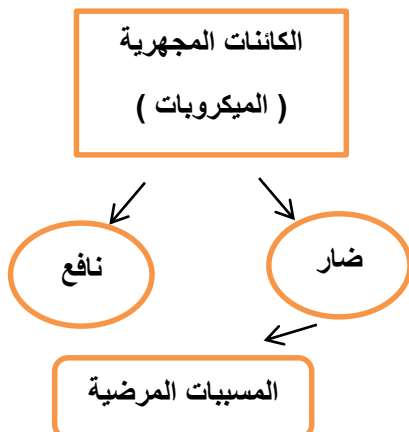 الكائنات المجهرية
( الميكروبات )
ضار
نافع
المسببات المرضية